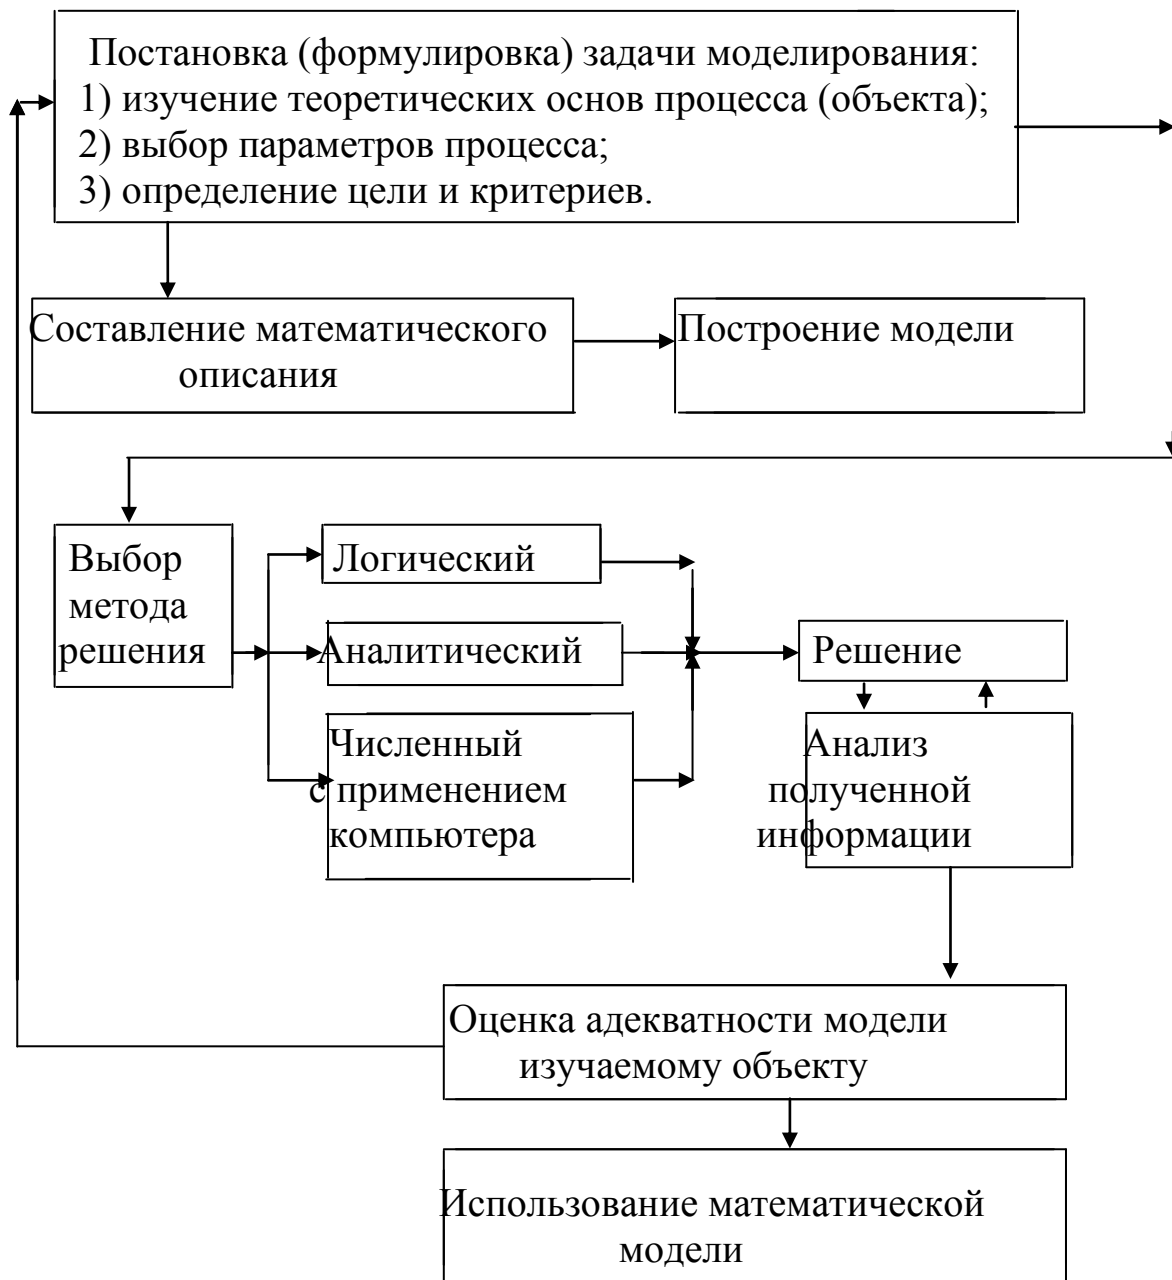 Постановка (формулировка) задачи моделирования:
1) изучение теоретических основ процесса (объекта);
2) выбор параметров процесса;
3) определение цели и критериев.
Составление математического
описания
Построение модели
Выбор
метода
решения
Логический
Аналитический
Численный
с применением
компьютера
Решение
Анализ
полученной
информации
Оценка адекватности модели
изучаемому объекту
Использование математической
модели